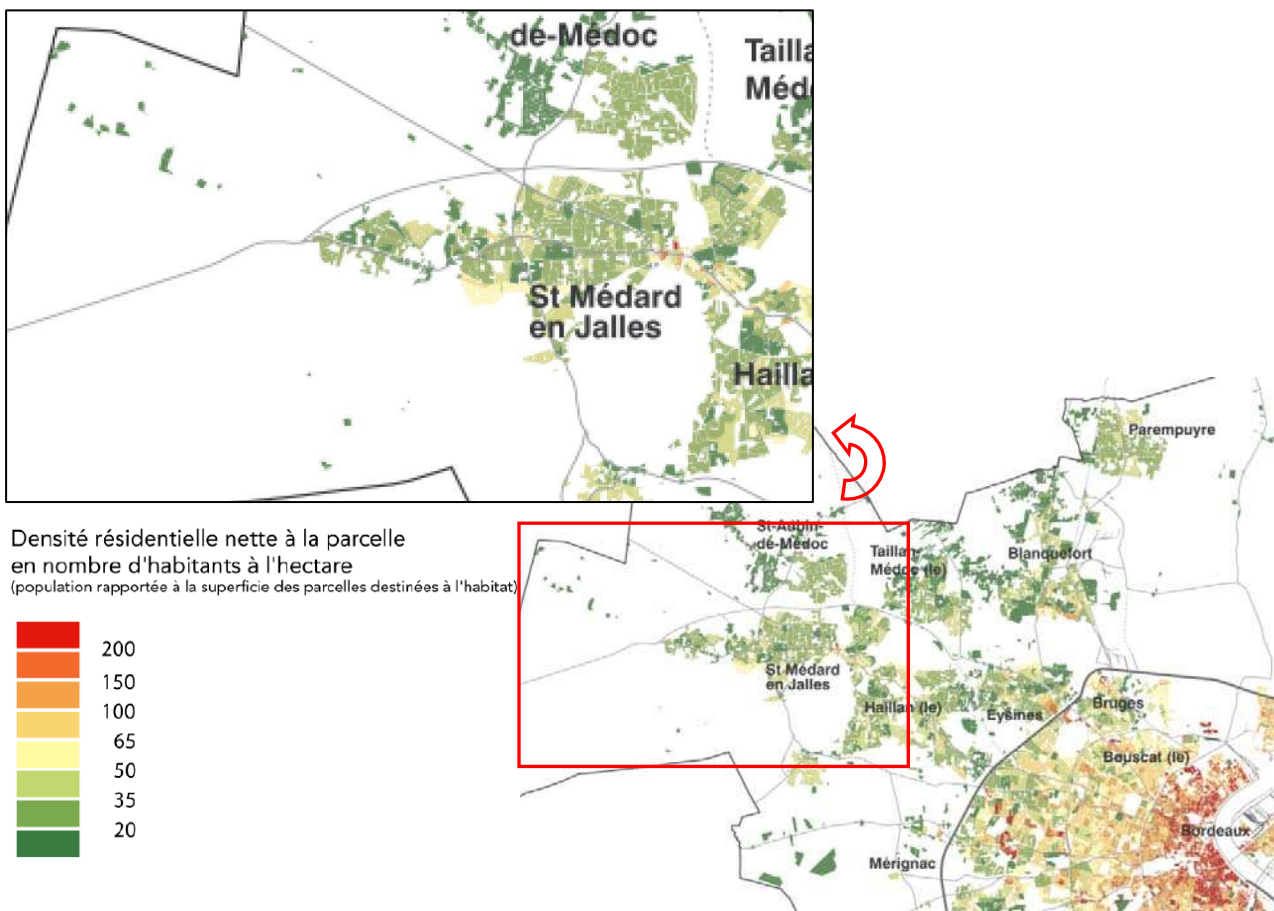 de-Médoc
Tailla
Méd
St Médard
en Jalles
Hailla
Parempuyre
Densité résidentielle nette à la parcelle
en nombre d'habitants à l'hectare
(population rapportée à la superficie des parcelles destinées à l'habitat)
St-Aubin-
de-Médoc
Taillan-
Médoc (le)
Blanquefort
200
150
100
65
50
35
20
St Médard
en Jalles
Haillan (le)
Eysines
Bruges
Bouscat (le)
Bordeaux
Mérignac